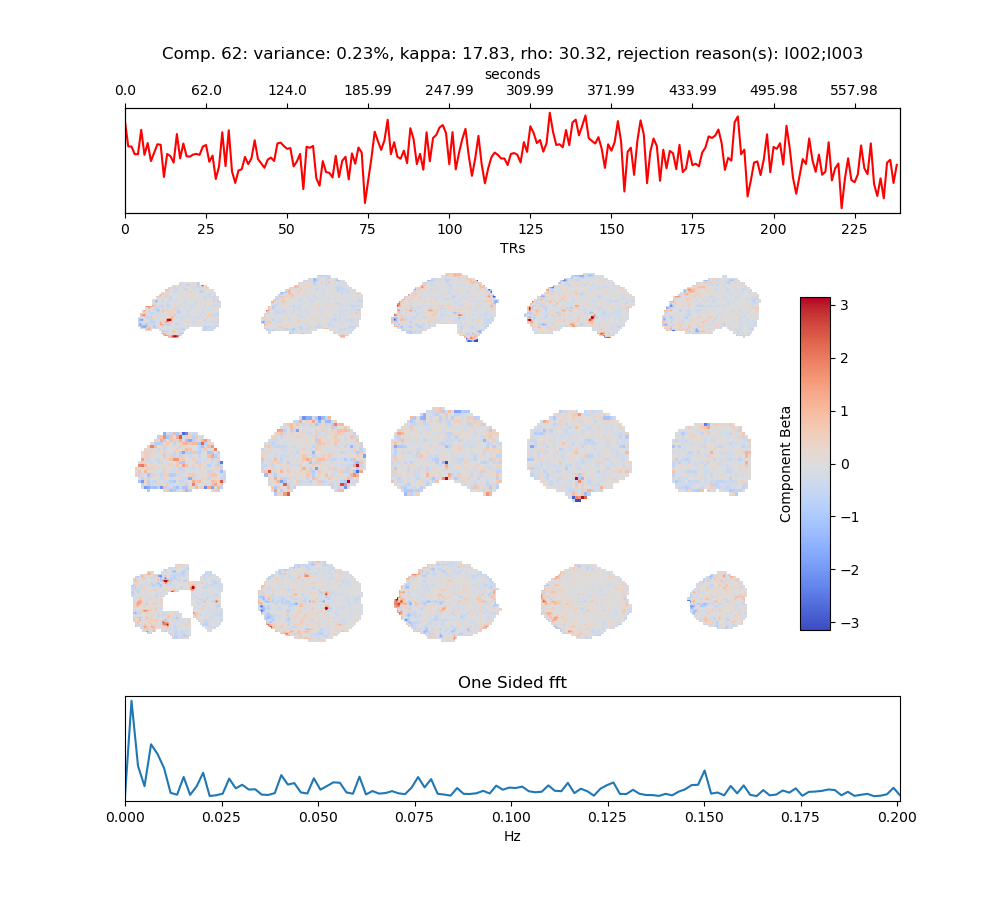 Comp. 62: variance: 0.23%, kappa: 17.83, rho: 30.32, rejection reason(s): I002;I003
seconds
0.0 62.0 124.0 185.99 247.99 309.99 371.99 433.99 495.98 557.98
0 25 50 75 100 125 150 175 200 225
TRs
3
2
1
0
−1
−2
−3
Component Beta
One Sided fft
0.000 0.025 0.050 0.075 0.100 0.125 0.150 0.175 0.200
Hz